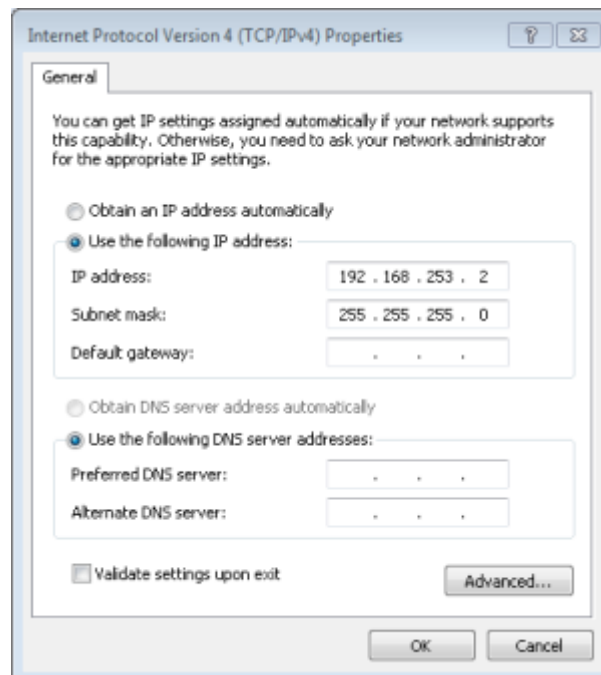 Internet Protocol Version 4 (TCP/IPv4) Properties
General
You can get IP settings assigned automatically if your network supports
this capability. Otherwise, you need to ask your network administrator
for the appropriate IP settings.
Obtain an IP address automatically
Use the following IP address:
IP address: 192 . 168 . 253 . 2
Subnet mask: 255 . 255 . 255 . 0
Default gateway: . . .
Obtain DNS server address automatically
Use the following DNS server addresses:
Preferred DNS server: . . .
Alternate DNS server: . . .
Validate settings upon exit
Advanced...
OK Cancel